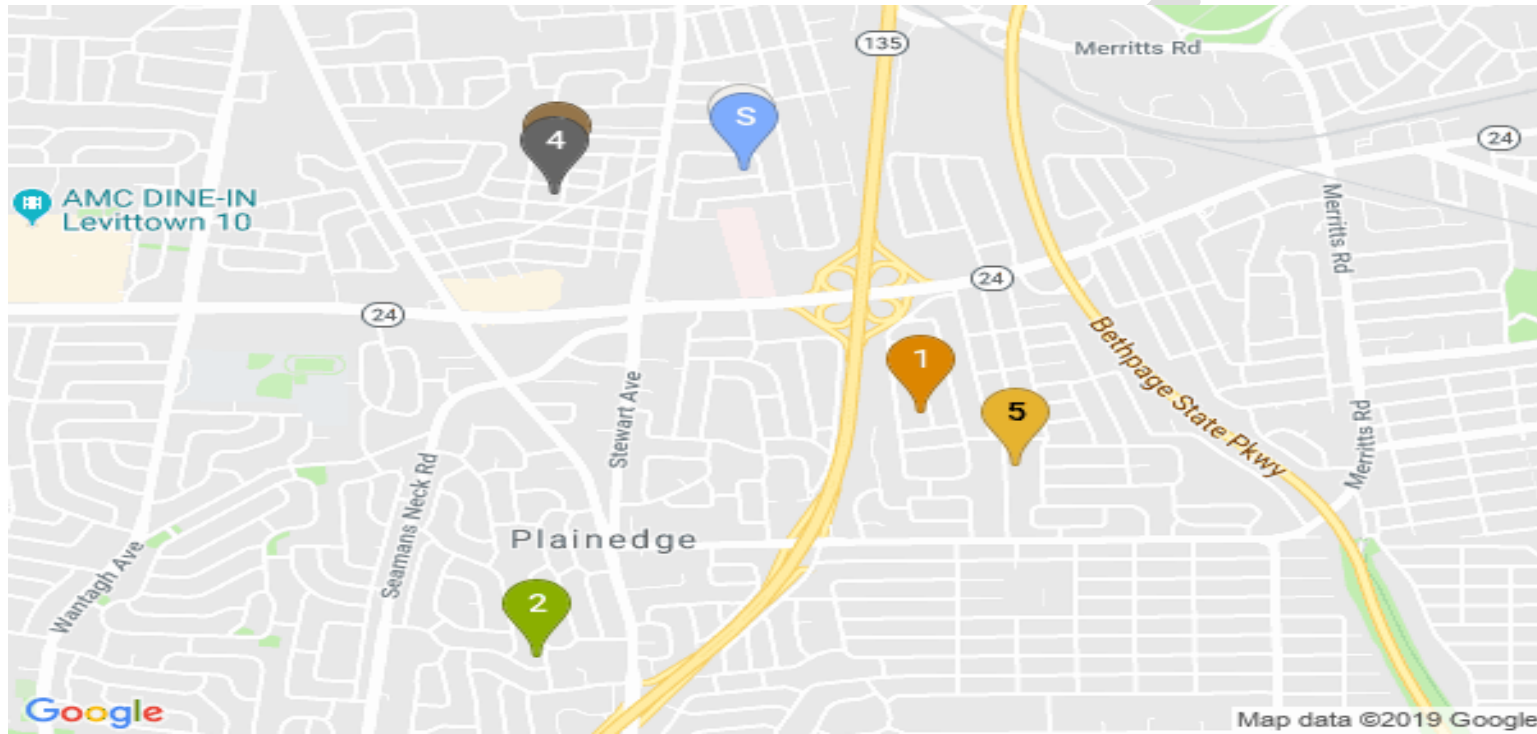 135
Merritts Rd
S
4
24
AMC DINE-IN
Levittown 10
Merritts Rd
24
24
1
Bethpage State Pkwy
5
Stewart Ave
Merritts Rd
Seamans Neck Rd
Plainedge
Wantagh Ave
2
Google
Map data ©2019 Google